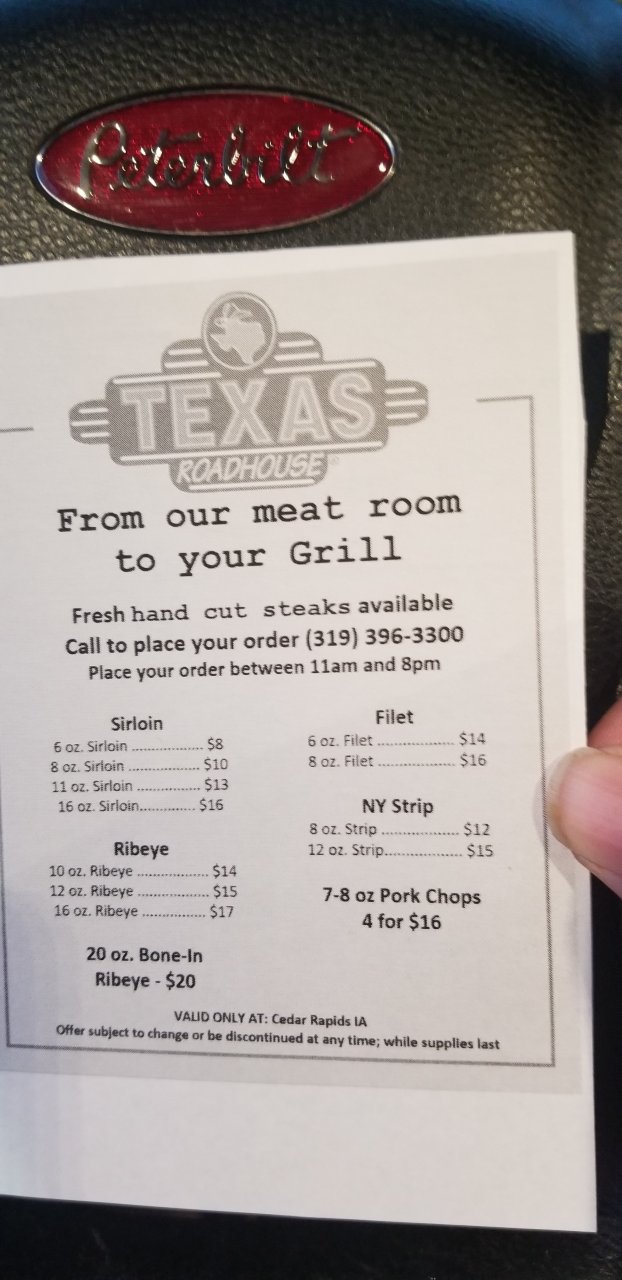 Peterbilt
TEXAS
ROADHOUSE
From our meat room
to your Grill
Fresh hand cut steaks available
Call to place your order (319) 396-3300
Place your order between 11am and 8pm
Sirloin
6 oz. Sirloin .................. $8
8 oz. Sirloin .................. $10
11 oz. Sirloin ................ $13
16 oz. Sirloin.............. $16
Ribeye
10 oz. Ribeye .................. $14
12 oz. Ribeye .................. $15
16 oz. Ribeye ................ $17
20 oz. Bone-In
Ribeye - $20
Filet
6 oz. Filet .................... $14
8 oz. Filet .................... $16
NY Strip
8 oz. Strip .................... $12
12 oz. Strip.................... $15
7-8 oz Pork Chops
4 for $16
VALID ONLY AT: Cedar Rapids IA
Offer subject to change or be discontinued at any time; while supplies last